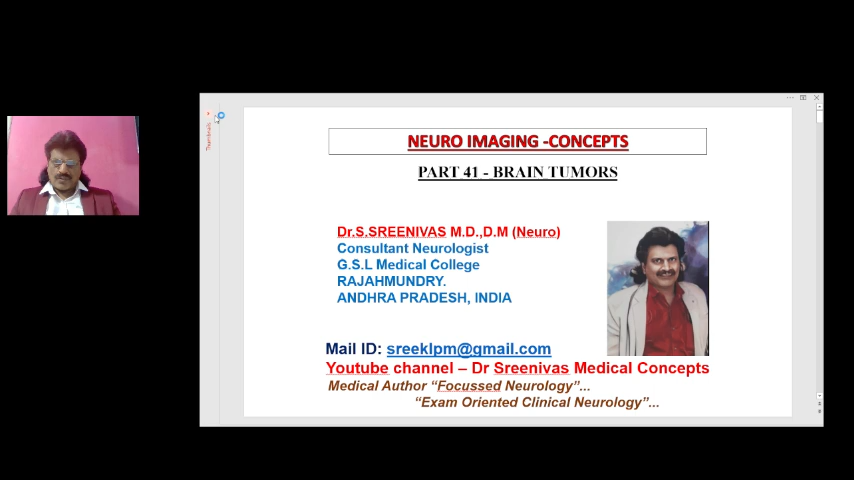 Thumbnails
NEURO IMAGING -CONCEPTS
PART 41 - BRAIN TUMORS
Dr.S.SREENIVAS M.D.,D.M (Neuro)
Consultant Neurologist
G.S.L Medical College
RAJAHMUNDRY.
ANDHRA PRADESH, INDIA
Mail ID: sreeklpm@gmail.com
Youtube channel – Dr Sreenivas Medical Concepts
Medical Author “Focussed Neurology”...
“Exam Oriented Clinical Neurology”...